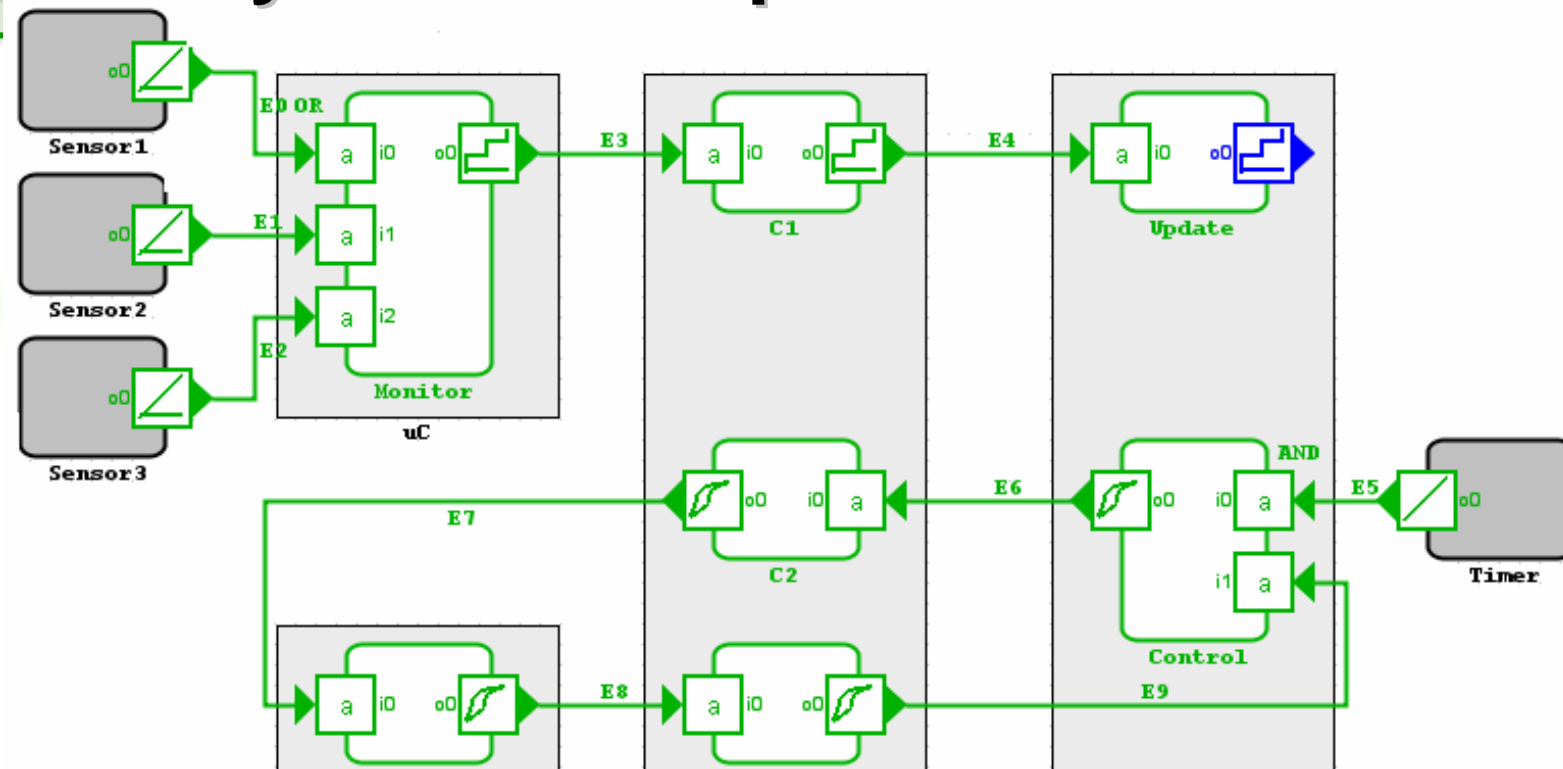 o0
Sensor1
o0
Sensor2
o0
Sensor3
E0 OR
E1
E2
a i0 o0
a i1
a i2
Monitor
uC
E3
a i0 o0
C1
E4
a i0 o0
Update
AND
o0 i0 a
i1 a
Control
E5
o0
Timer
E6
o0 i0 a
C2
E7
a i0 o0
E8
a i0 o0
E9